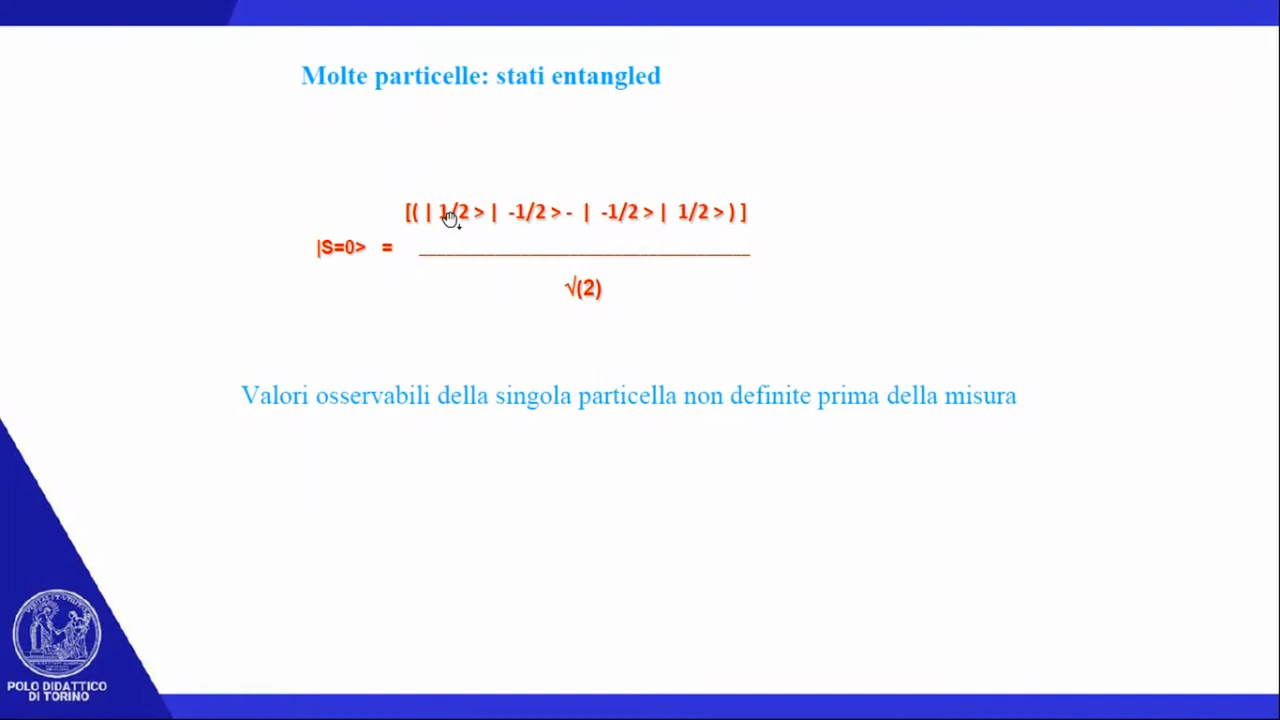 Molte particelle: stati entangled
[( | 1/2 > | -1/2 > - | -1/2 > | 1/2 > ) ]
|S=0> = ______________________________
√(2)
Valori osservabili della singola particella non definite prima della misura
POLO DIDATTICO
DI TORINO